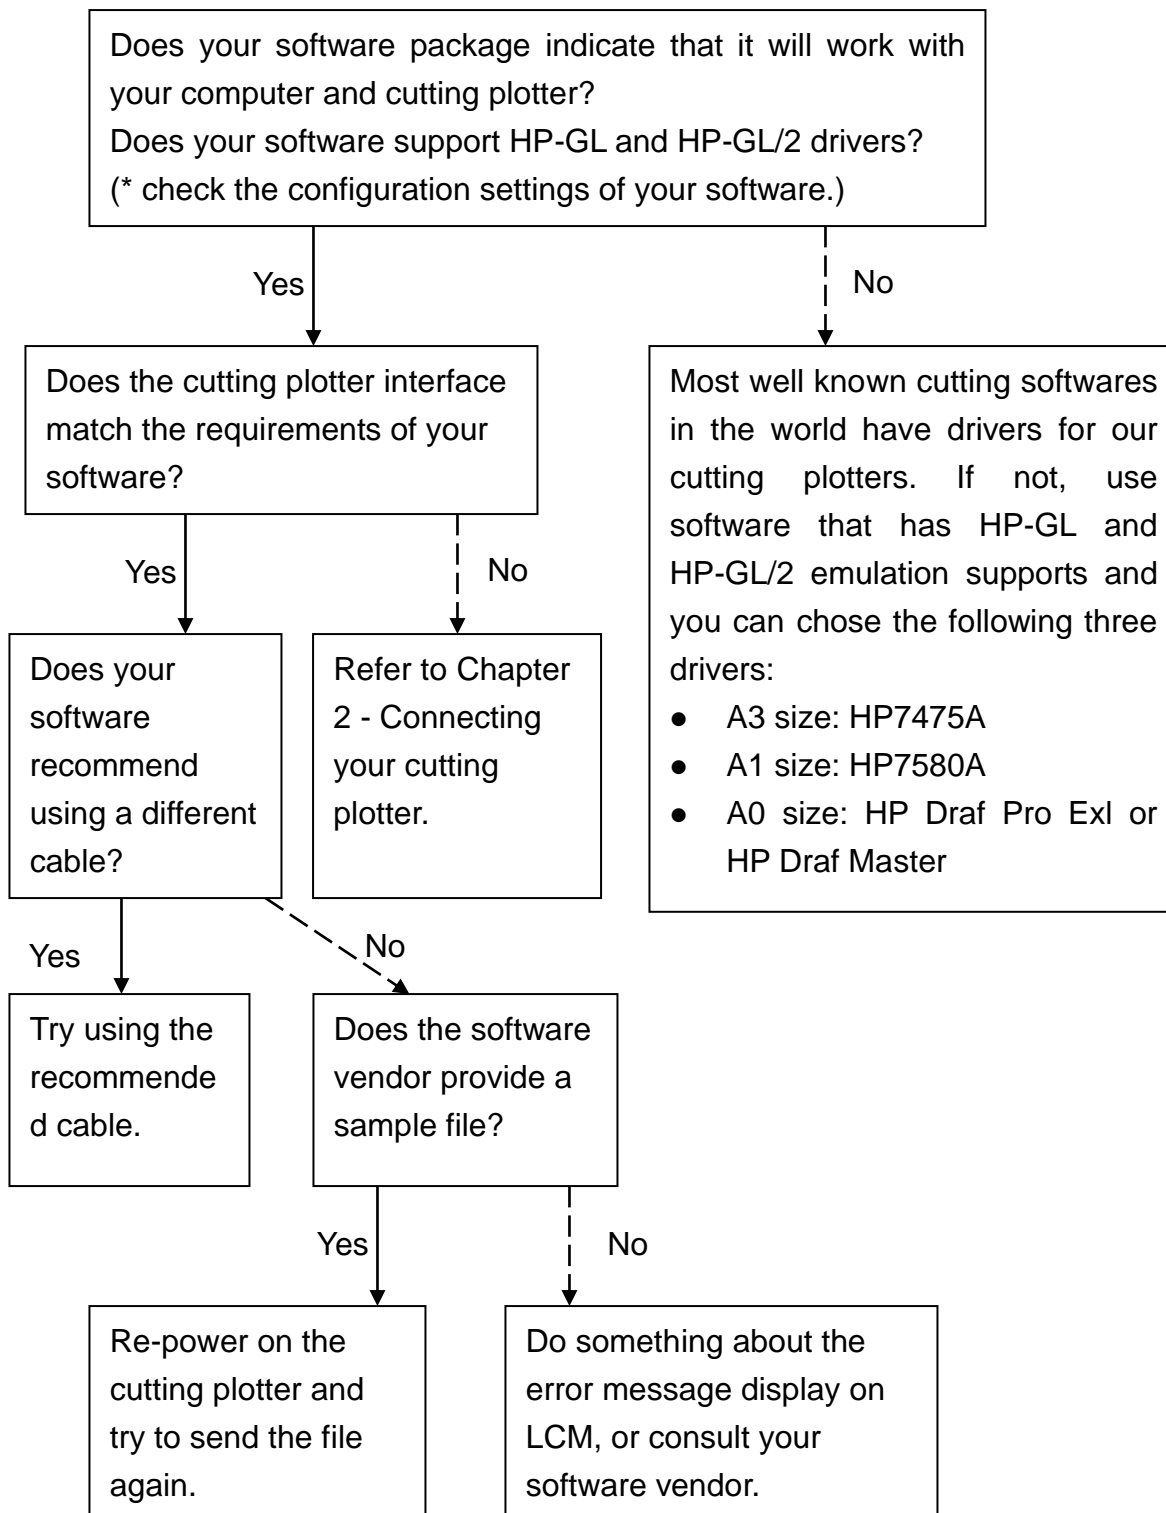 Does your software package indicate that it will work with
your computer and cutting plotter?
Does your software support HP-GL and HP-GL/2 drivers?
(* check the configuration settings of your software.)
Yes
No
Does the cutting plotter interface
match the requirements of your
software?
Most well known cutting softwares
in the world have drivers for our
cutting plotters. If not, use
software that has HP-GL and
HP-GL/2 emulation supports and
you can chose the following three
drivers:
● A3 size: HP7475A
● A1 size: HP7580A
● A0 size: HP Draf Pro Exl or
HP Draf Master
Yes
No
Does your
software
recommend
using a different
cable?
Refer to Chapter
2 - Connecting
your cutting
plotter.
Yes
No
Try using the
recommende
d cable.
Does the software
vendor provide a
sample file?
Yes
No
Re-power on the
cutting plotter and
try to send the file
again.
Do something about the
error message display on
LCM, or consult your
software vendor.